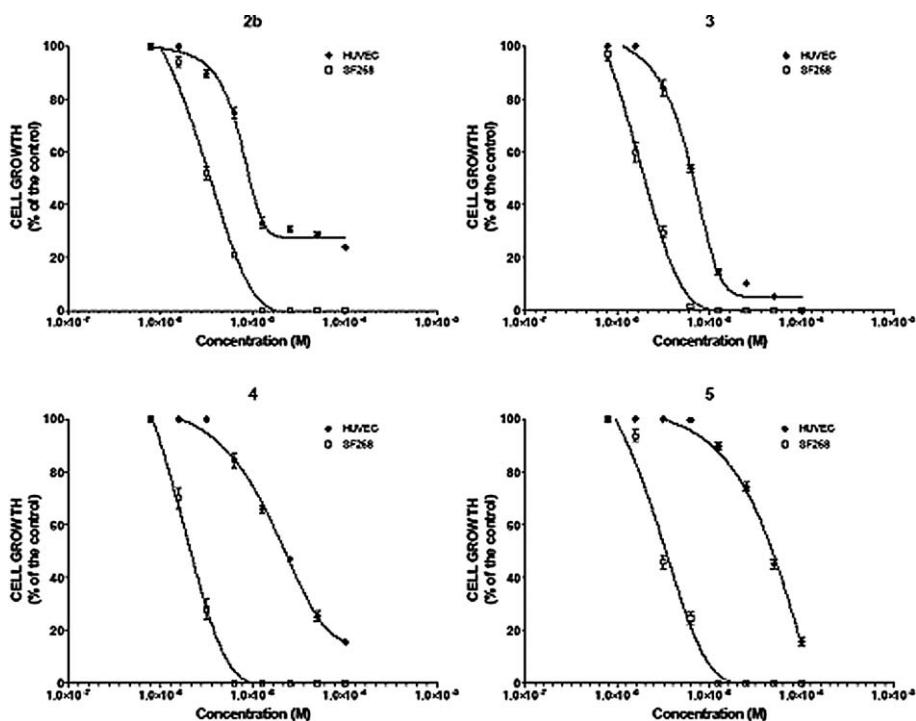 2b
CELL GROWTH
(% of the control)
100
80
60
40
20
0
HUVEC
SF268
1.0×10⁻⁷ 1.0×10⁻⁶ 1.0×10⁻⁵ 1.0×10⁻⁴ 1.0×10⁻³
Concentration (M)
3
CELL GROWTH
(% of the control)
100
80
60
40
20
0
HUVEC
SF268
1.0×10⁻⁷ 1.0×10⁻⁶ 1.0×10⁻⁵ 1.0×10⁻⁴ 1.0×10⁻³
Concentration (M)
4
CELL GROWTH
(% of the control)
100
80
60
40
20
0
HUVEC
SF268
1.0×10⁻⁷ 1.0×10⁻⁶ 1.0×10⁻⁵ 1.0×10⁻⁴ 1.0×10⁻³
Concentration (M)
5
CELL GROWTH
(% of the control)
100
80
60
40
20
0
HUVEC
SF268
1.0×10⁻⁷ 1.0×10⁻⁶ 1.0×10⁻⁵ 1.0×10⁻⁴ 1.0×10⁻³
Concentration (M)